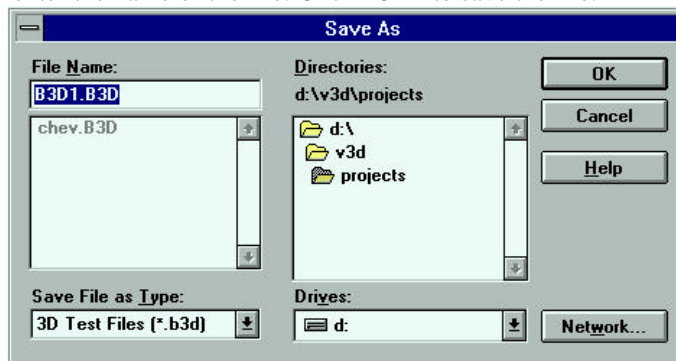 Save As
File Name:
B3D1.B3D
chev.B3D
Save File as Type:
3D Test Files (*.b3d)
Directories:
d:\v3d\projects
d:\
v3d
projects
Drives:
d:
OK
Cancel
Help
Network...